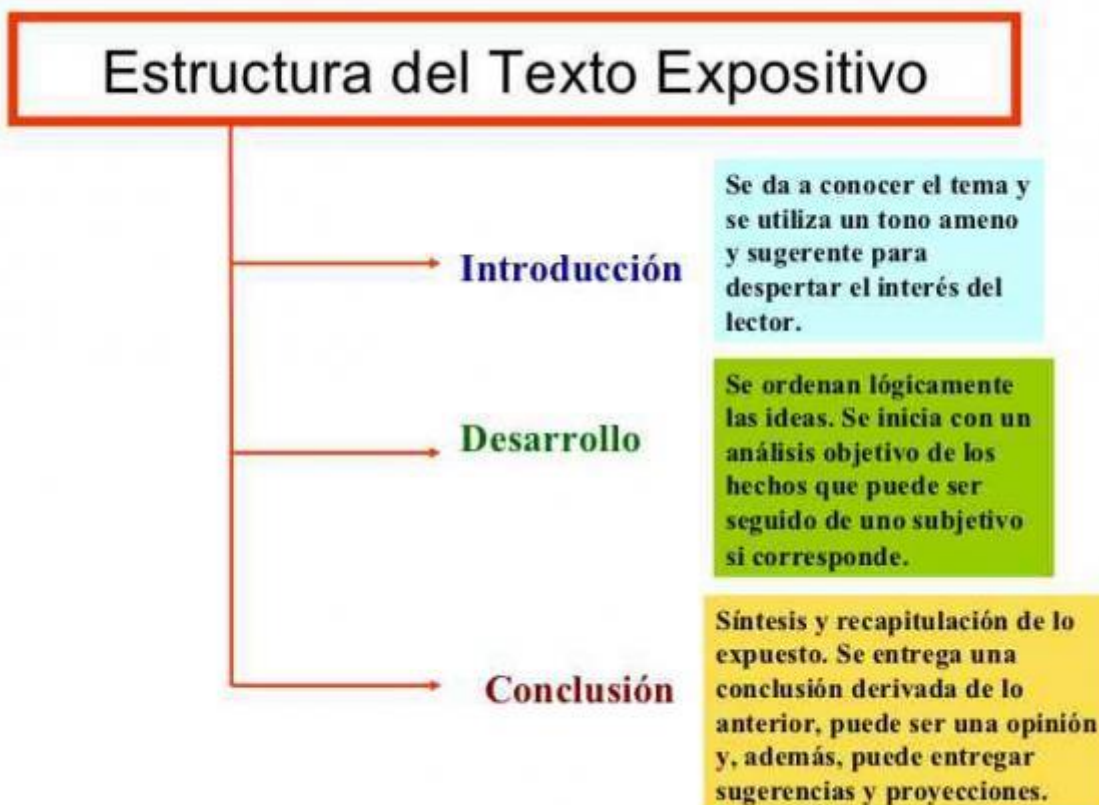 Estructura del Texto Expositivo
Introducción
Se da a conocer el tema y
se utiliza un tono ameno
y sugerente para
despertar el interés del
lector.
Desarrollo
Se ordenan lógicamente
las ideas. Se inicia con un
análisis objetivo de los
hechos que puede ser
seguido de uno subjetivo
si corresponde.
Conclusión
Síntesis y recapitulación de lo
expuesto. Se entrega una
conclusión derivada de lo
anterior, puede ser una opinión
y, además, puede entregar
sugerencias y proyecciones.